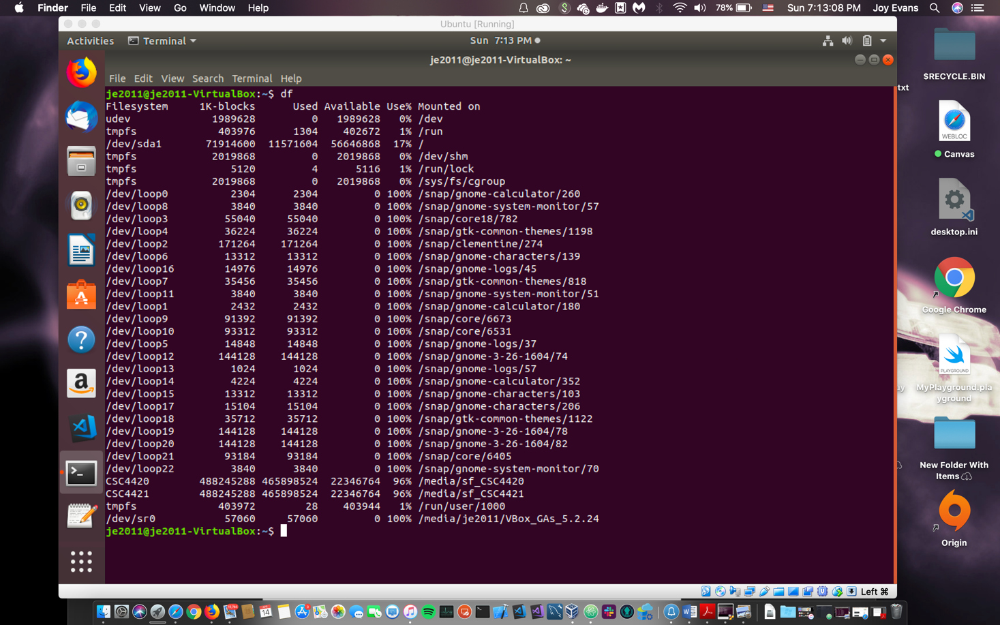 Finder File Edit View Go Window Help 78% Sun 7:13:08 PM Joy Evans
Ubuntu [Running]
Activities Terminal Sun 7:13 PM
je2011@je2011-VirtualBox: ~
File Edit View Search Terminal Help
je2011@je2011-VirtualBox:~$ df
Filesystem 1K-blocks Used Available Use% Mounted on
udev 1989628 0 1989628 0% /dev
tmpfs 403976 1304 402672 1% /run
/dev/sda1 71914600 11571604 56646868 17% /
tmpfs 2019868 0 2019868 0% /dev/shm
tmpfs 5120 4 5116 1% /run/lock
tmpfs 2019868 0 2019868 0% /sys/fs/cgroup
/dev/loop0 2304 2304 0 100% /snap/gnome-calculator/260
/dev/loop8 3840 3840 0 100% /snap/gnome-system-monitor/57
/dev/loop3 55040 55040 0 100% /snap/core18/782
/dev/loop4 36224 36224 0 100% /snap/gtk-common-themes/1198
/dev/loop2 171264 171264 0 100% /snap/clementine/274
/dev/loop6 13312 13312 0 100% /snap/gnome-characters/139
/dev/loop16 14976 14976 0 100% /snap/gnome-logs/45
/dev/loop7 35456 35456 0 100% /snap/gtk-common-themes/818
/dev/loop11 3840 3840 0 100% /snap/gnome-system-monitor/51
/dev/loop1 2432 2432 0 100% /snap/gnome-calculator/180
/dev/loop9 91392 91392 0 100% /snap/core/6673
/dev/loop10 93312 93312 0 100% /snap/core/6531
/dev/loop5 14848 14848 0 100% /snap/gnome-logs/37
/dev/loop12 144128 144128 0 100% /snap/gnome-3-26-1604/74
/dev/loop13 1024 1024 0 100% /snap/gnome-logs/57
/dev/loop14 4224 4224 0 100% /snap/gnome-calculator/352
/dev/loop15 13312 13312 0 100% /snap/gnome-characters/103
/dev/loop17 15104 15104 0 100% /snap/gnome-characters/206
/dev/loop18 35712 35712 0 100% /snap/gtk-common-themes/1122
/dev/loop19 144128 144128 0 100% /snap/gnome-3-26-1604/78
/dev/loop20 144128 144128 0 100% /snap/gnome-3-26-1604/82
/dev/loop21 93184 93184 0 100% /snap/core/6405
/dev/loop22 3840 3840 0 100% /snap/gnome-system-monitor/70
CSC4420 488245288 465898524 22346764 96% /media/sf_CSC4420
CSC4421 488245288 465898524 22346764 96% /media/sf_CSC4421
tmpfs 403972 28 403944 1% /run/user/1000
/dev/sr0 57060 57060 0 100% /media/je2011/VBox_GAs_5.2.24
je2011@je2011-VirtualBox:~$
Left ⌘
$RECYCLE.BIN
txt
WEBLOC
Canvas
desktop.ini
Google Chrome
PLAYGROUND
MyPlayground.pla
yground
ay
New Folder With
Items
Origin
14